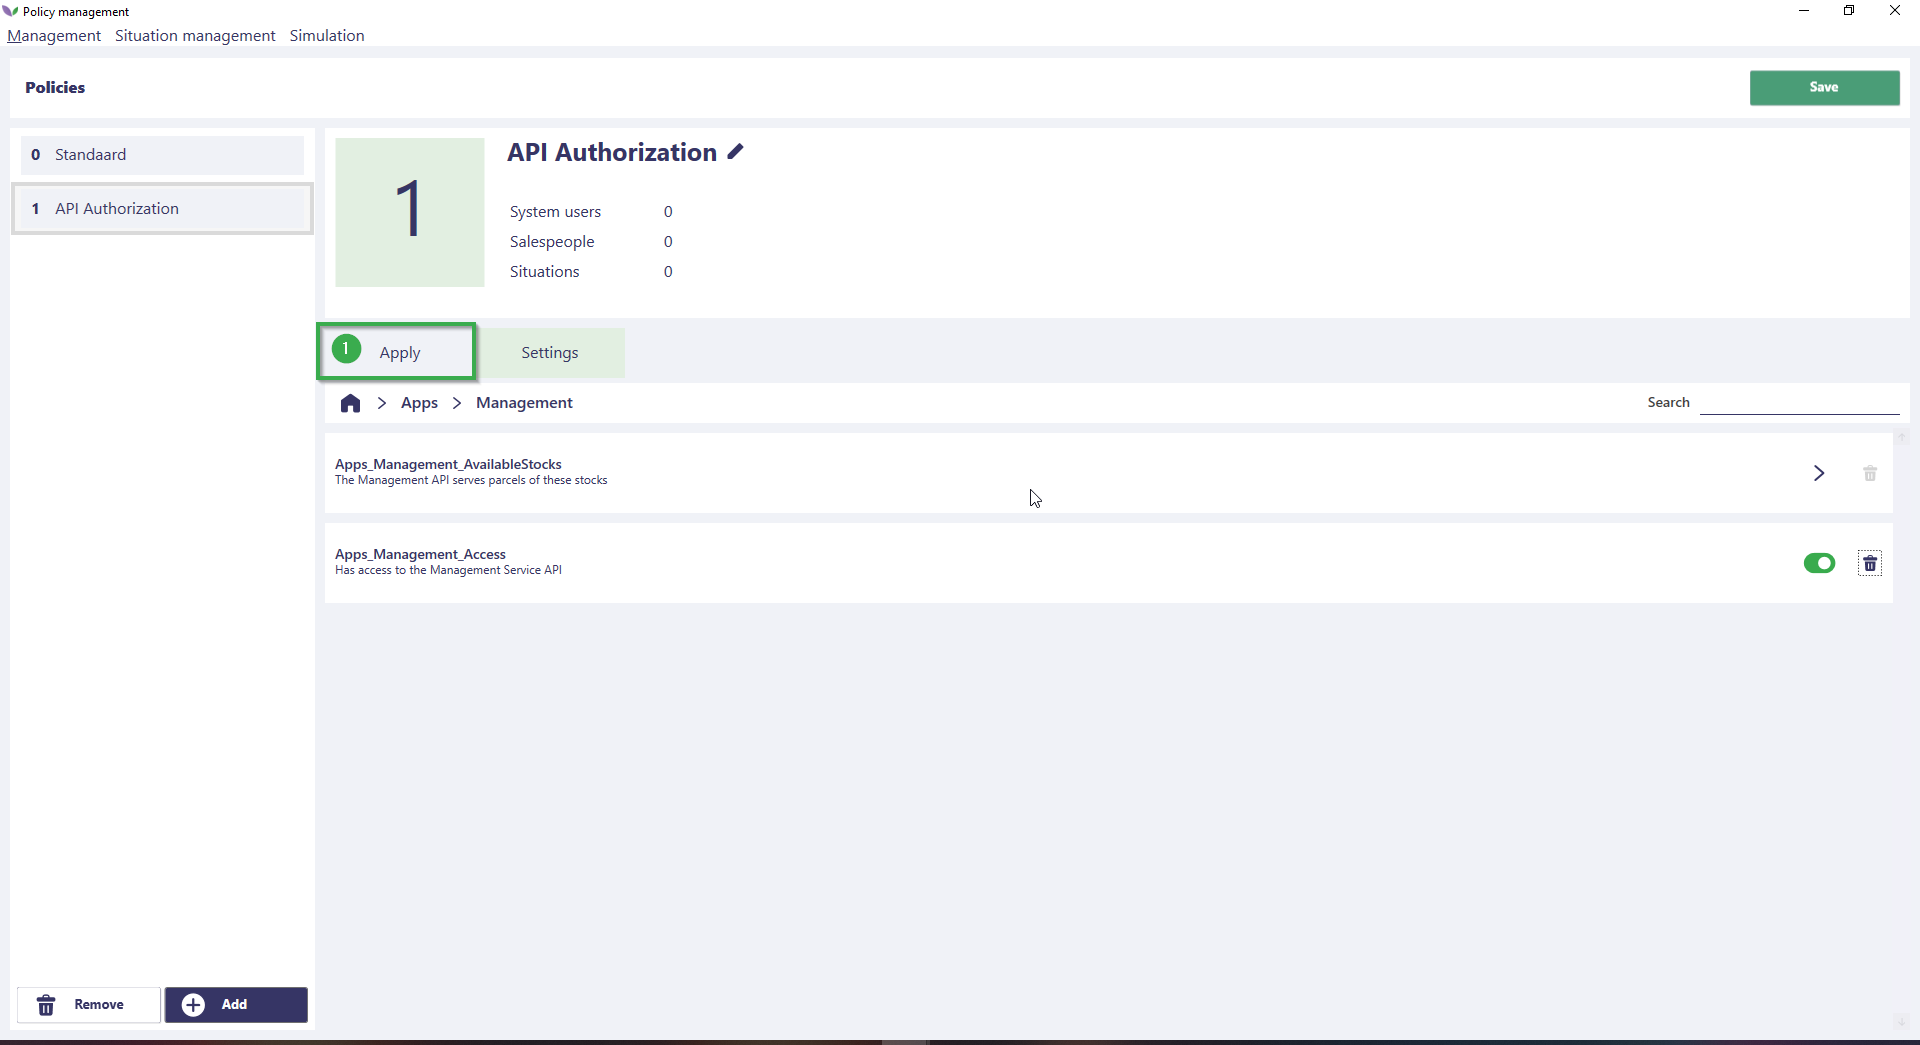 Policy management
Management Situation management Simulation
Policies
Save
0 Standaard
1 API Authorization
1
API Authorization
System users 0
Salespeople 0
Situations 0
1 Apply
Settings
Apps Management
Search
Apps_Management_AvailableStocks
The Management API serves parcels of these stocks
Apps_Management_Access
Has access to the Management Service API
Remove
Add